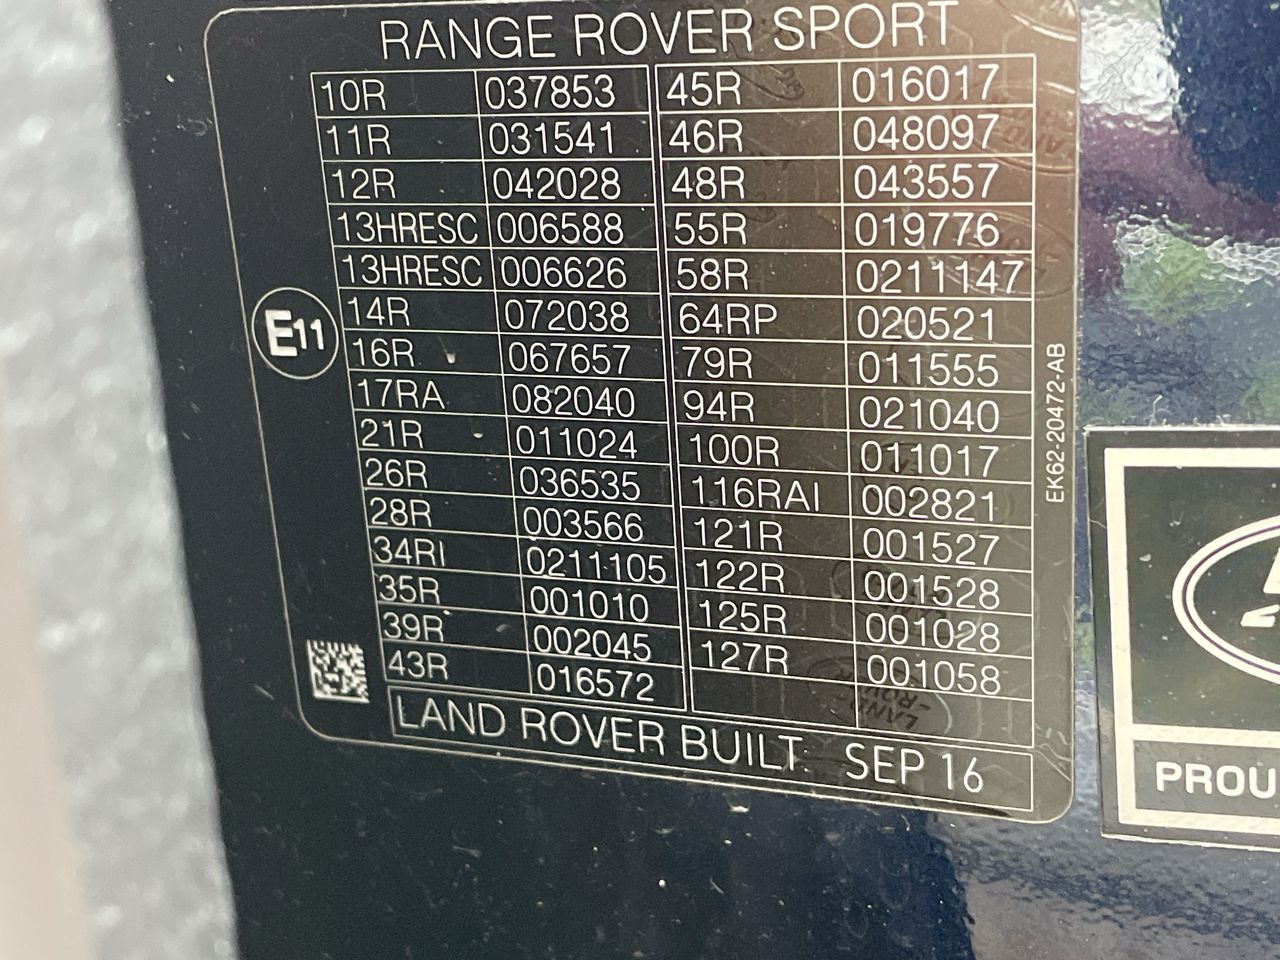 RANGE ROVER SPORT
10R 037853 45R 016017
11R 031541 46R 048097
12R 042028 48R 043557
13HRESC 006588 55R 019776
13HRESC 006626 58R 0211147
14R 072038 64RP 020521
16R 067657 79R 011555
17RA 082040 94R 021040
21R 011024 100R 011017
26R 036535 116RAI 002821
28R 003566 121R 001527
34RI 0211105 122R 001528
35R 001010 125R 001028
39R 002045 127R 001058
43R 016572
LAND ROVER BUILT: SEP 16
E11
EK62-20472-AB
LAND
-ROVER-
PROU